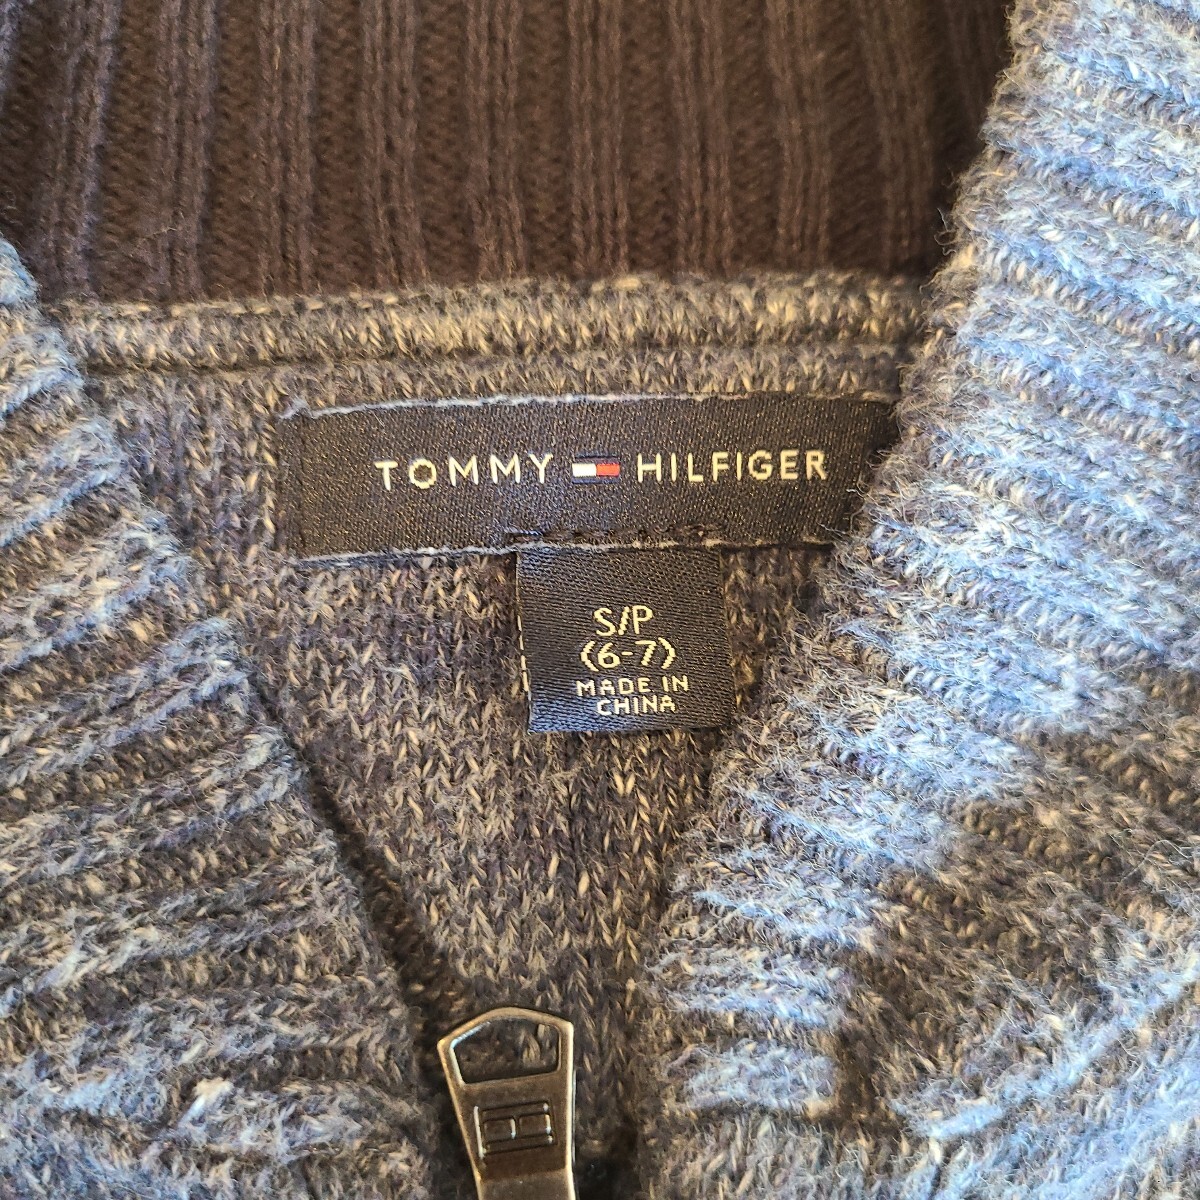 TOMMY HILFIGER
S/P
(6-7)
MADE IN
CHINA